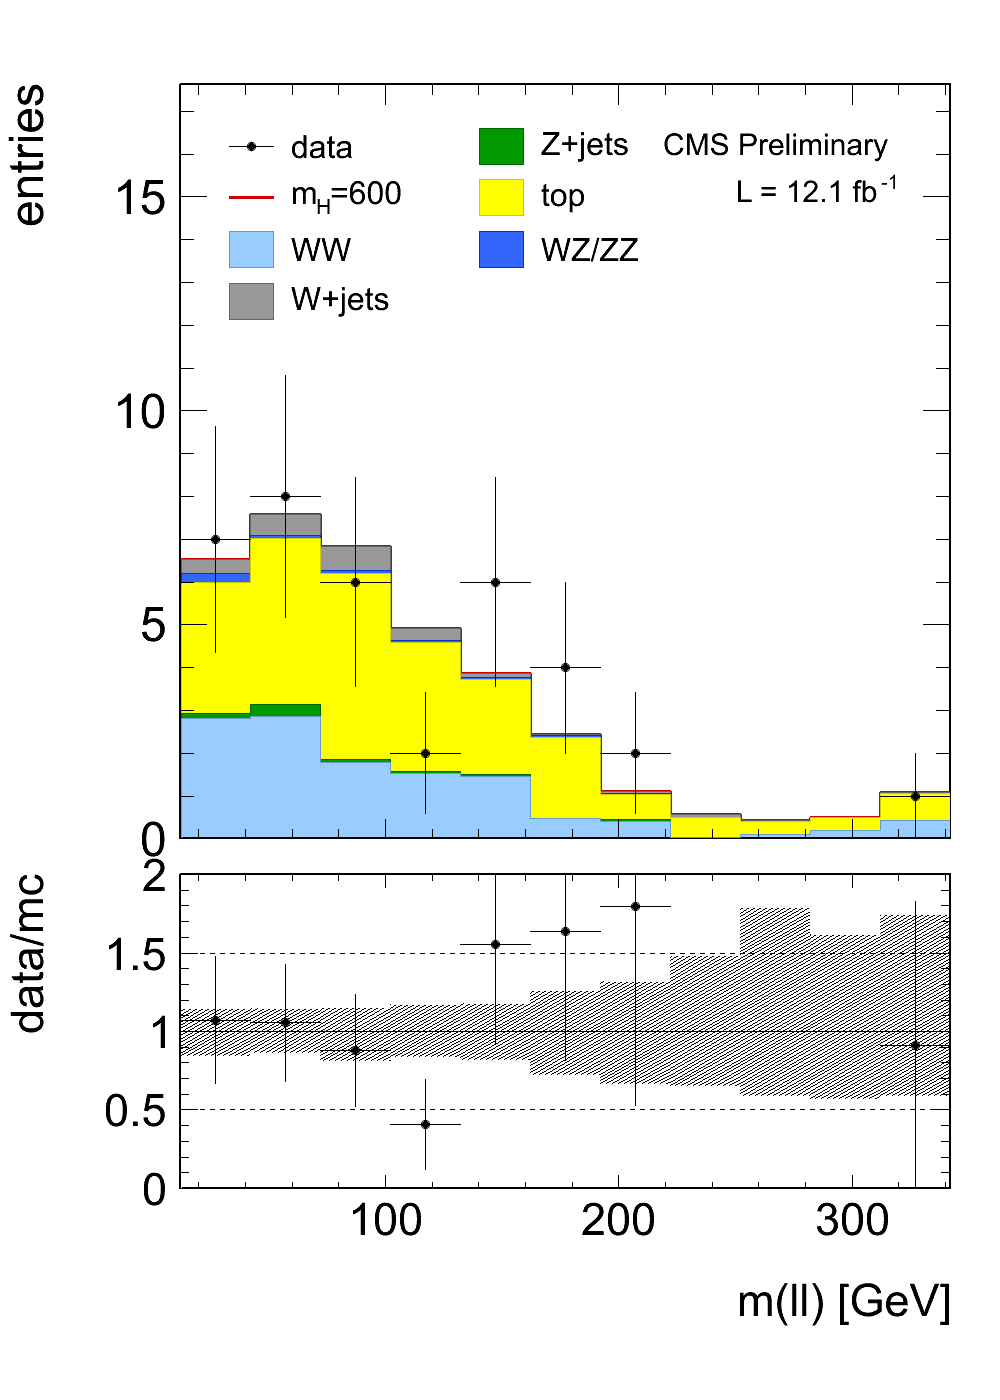 entries
15
10
5
0
data
m_H=600
WW
W+jets
Z+jets
top
WZ/ZZ
CMS Preliminary
L = 12.1 fb⁻¹
data/mc
2
1.5
1
0.5
0
100 200 300
m(ll) [GeV]